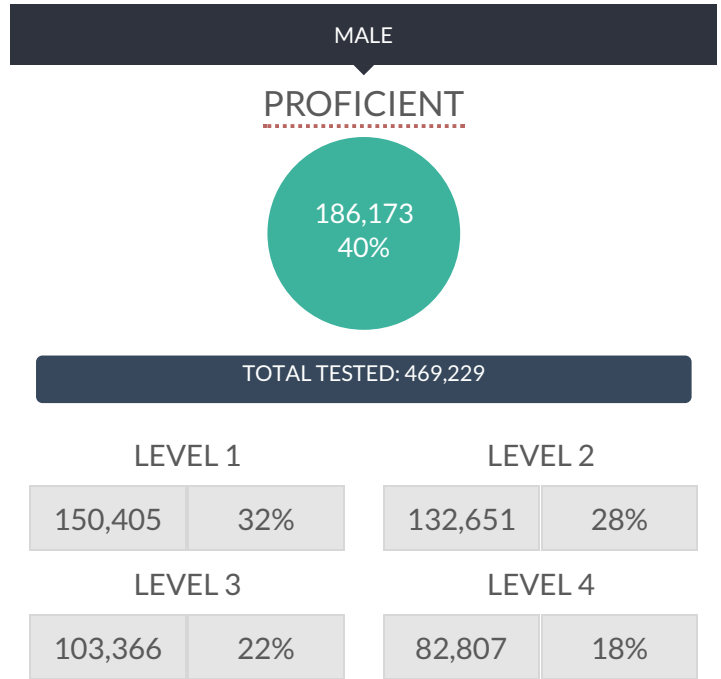 MALE
PROFICIENT
186,173
40%
TOTAL TESTED: 469,229
LEVEL 1
150,405 32%
LEVEL 2
132,651 28%
LEVEL 3
103,366 22%
LEVEL 4
82,807 18%